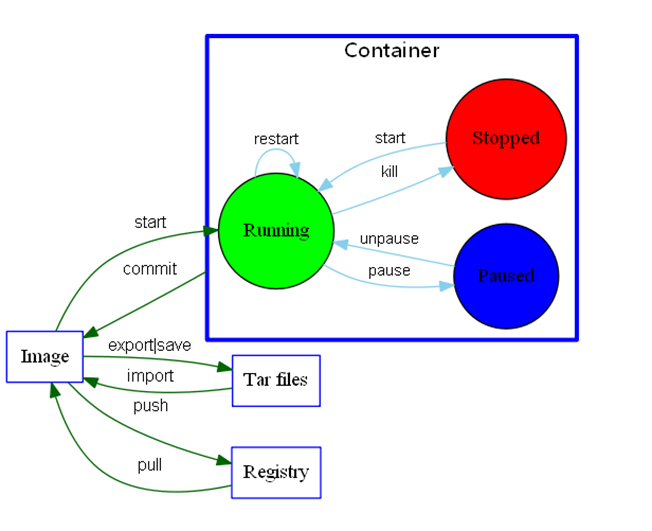 Container
restart
start
Stopped
kill
Running
start
unpause
commit
pause
Paused
export|save
Image
import
Tar files
push
pull
Registry